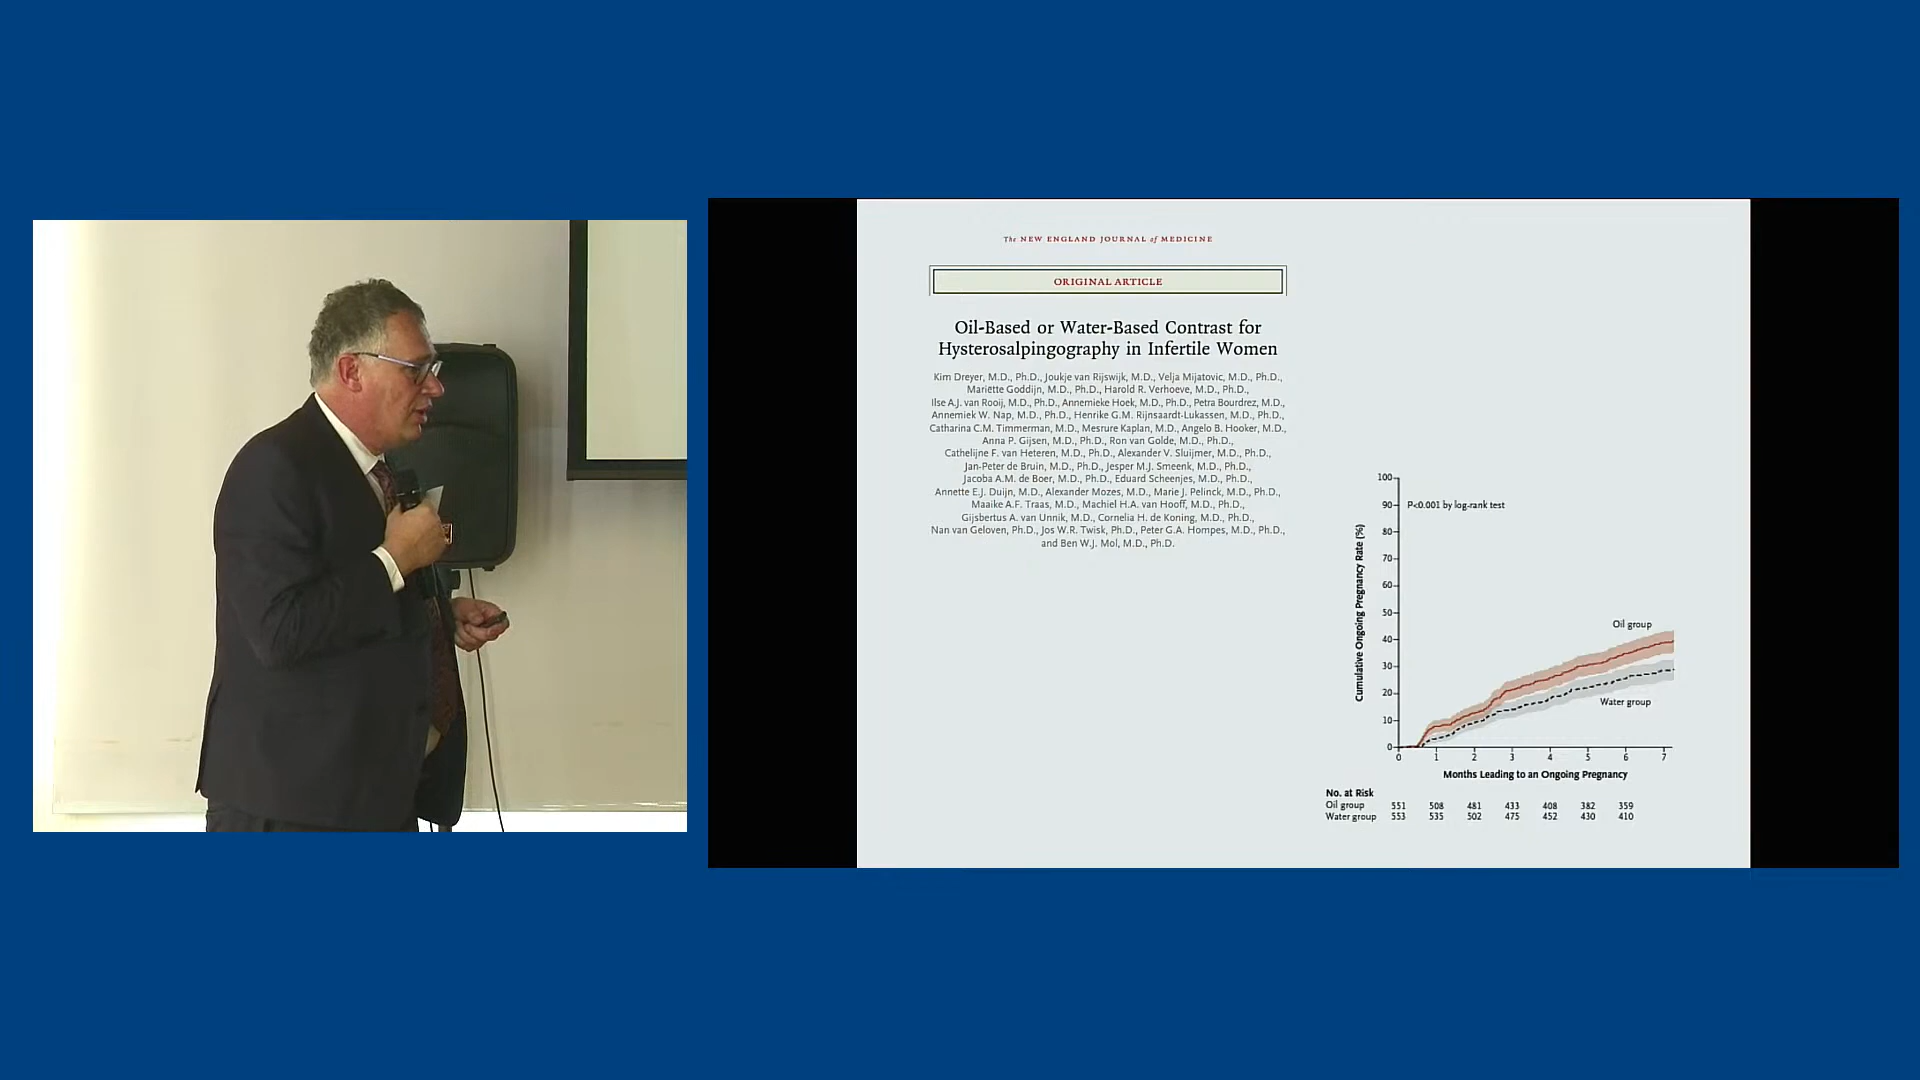 The NEW ENGLAND JOURNAL of MEDICINE
ORIGINAL ARTICLE
Oil-Based or Water-Based Contrast for
Hysterosalpingography in Infertile Women
Kim Dreyer, M.D., Ph.D., Joukje van Rijswijk, M.D., Velja Mijatovic, M.D., Ph.D.,
Mariëtte Goddijn, M.D., Ph.D., Harold R. Verhoeve, M.D., Ph.D.,
Ilse A.J. van Rooij, M.D., Ph.D., Annemieke Hoek, M.D., Ph.D., Petra Bourdrez, M.D.,
Annemiek W. Nap, M.D., Ph.D., Henrike G.M. Rijnsaardt-Lukassen, M.D., Ph.D.,
Catharina C.M. Timmerman, M.D., Mesrure Kaplan, M.D., Angelo B. Hooker, M.D.,
Anna P. Gijsen, M.D., Ph.D., Ron van Golde, M.D., Ph.D.,
Cathelijne F. van Heteren, M.D., Ph.D., Alexander V. Sluijmer, M.D., Ph.D.,
Jan-Peter de Bruin, M.D., Ph.D., Jesper M.J. Smeenk, M.D., Ph.D.,
Jacoba A.M. de Boer, M.D., Ph.D., Eduard Scheenjes, M.D., Ph.D.,
Annette E.J. Duijn, M.D., Alexander Mozes, M.D., Marie J. Pelinck, M.D., Ph.D.,
Maaike A.F. Traas, M.D., Machiel H.A. van Hooff, M.D., Ph.D.,
Gijsbertus A. van Unnik, M.D., Cornelia H. de Koning, M.D., Ph.D.,
Nan van Geloven, Ph.D., Jos W.R. Twisk, Ph.D., Peter G.A. Hompes, M.D., Ph.D.,
and Ben W.J. Mol, M.D., Ph.D.
Cumulative Ongoing Pregnancy Rate (%)
100
90
80
70
60
50
40
30
20
10
0
P<0.001 by log-rank test
Oil group
Water group
0 1 2 3 4 5 6 7
Months Leading to an Ongoing Pregnancy
No. at Risk
Oil group 551 508 481 433 408 382 359
Water group 553 535 502 475 452 430 410